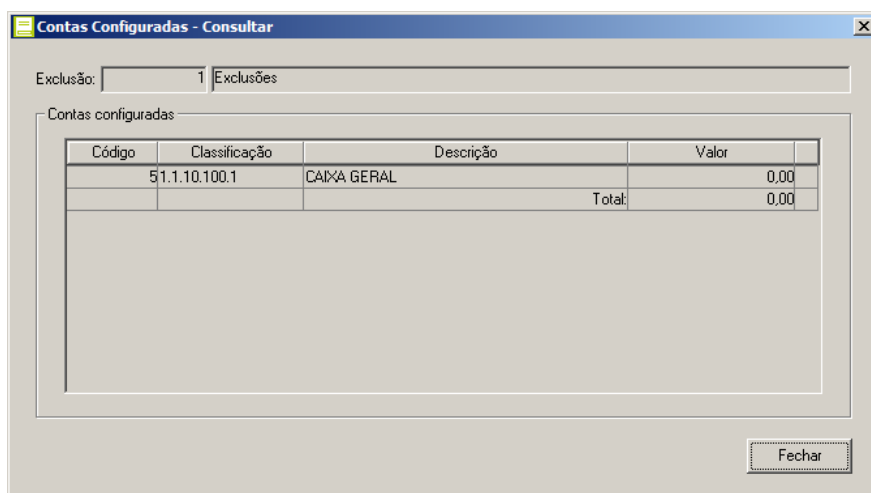 Contas Configuradas - Consultar
Exclusão: 1 Exclusões
Contas configuradas
Código Classificação Descrição Valor
5 1.1.10.100.1 CAIXA GERAL 0,00
Total: 0,00
Fechar